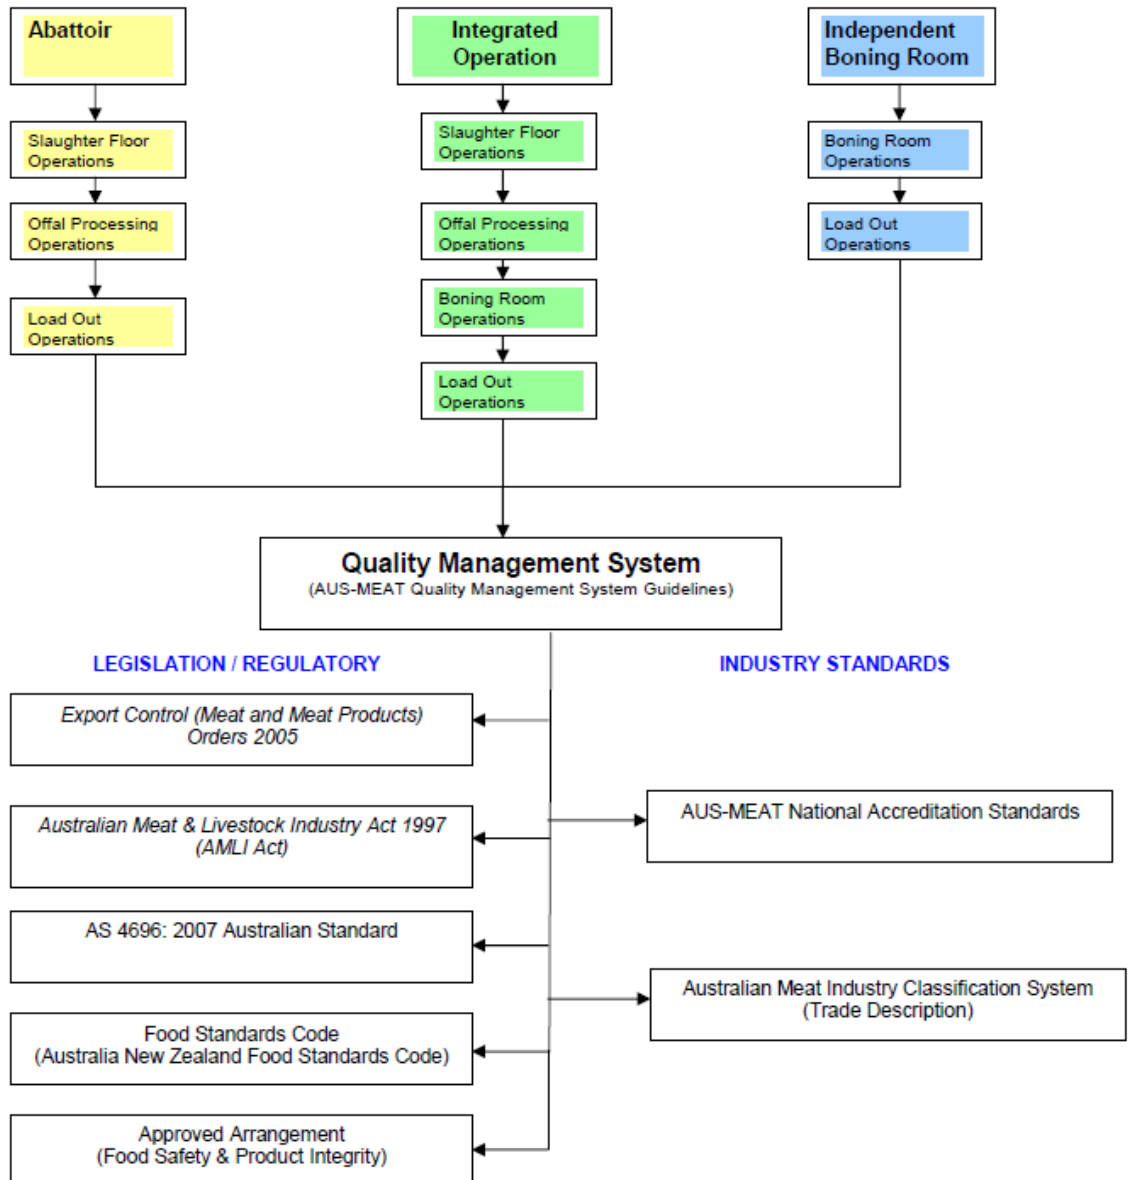 Abattoir
Slaughter Floor
Operations
Offal Processing
Operations
Load Out
Operations
Integrated
Operation
Slaughter Floor
Operations
Offal Processing
Operations
Boning Room
Operations
Load Out
Operations
Independent
Boning Room
Boning Room
Operations
Load Out
Operations
Quality Management System
(AUS-MEAT Quality Management System Guidelines)
LEGISLATION / REGULATORY
Export Control (Meat and Meat Products)
Orders 2005
Australian Meat & Livestock Industry Act 1997
(AMLI Act)
AS 4696: 2007 Australian Standard
Food Standards Code
(Australia New Zealand Food Standards Code)
Approved Arrangement
(Food Safety & Product Integrity)
INDUSTRY STANDARDS
AUS-MEAT National Accreditation Standards
Australian Meat Industry Classification System
(Trade Description)